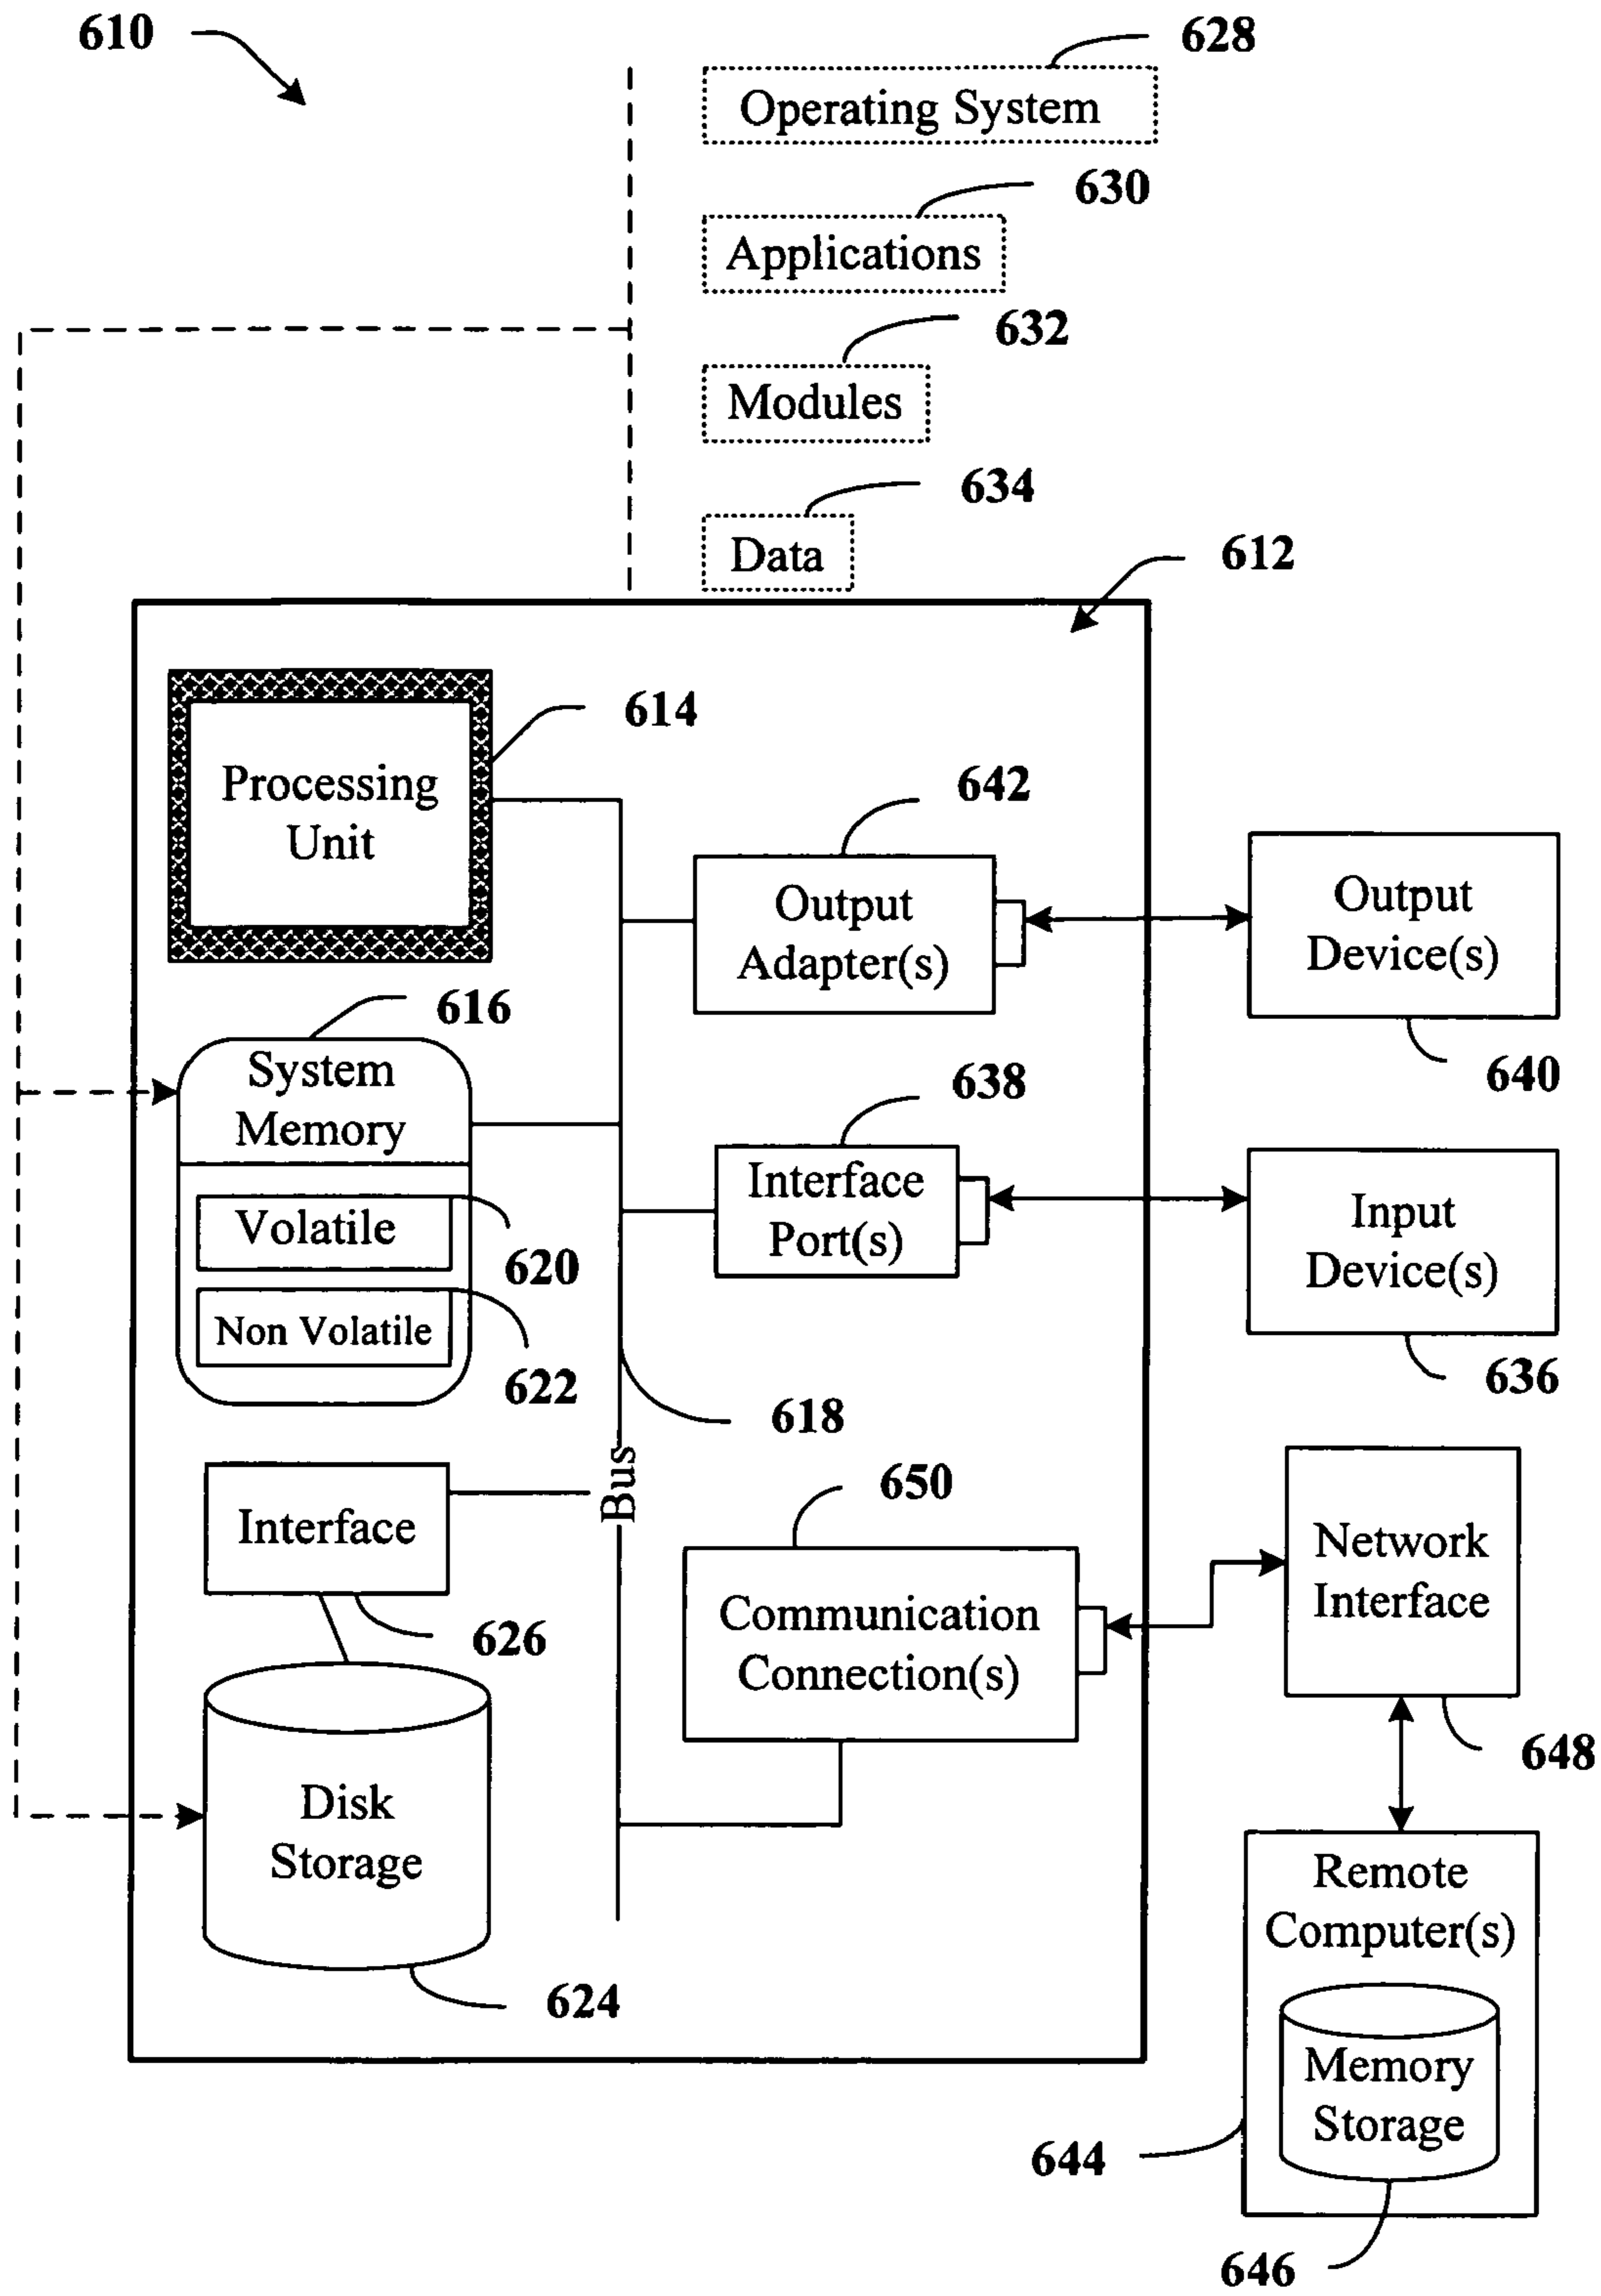 610
628
Operating System
630
Applications
632
Modules
634
Data
612
Processing
Unit
614
642
Output
Adapter(s)
Output
Device(s)
640
616
System
Memory
Volatile
620
Non Volatile
622
638
Interface
Port(s)
Input
Device(s)
636
618
Bus
Interface
626
650
Communication
Connection(s)
Network
Interface
648
Disk
Storage
624
Remote
Computer(s)
Memory
Storage
644
646